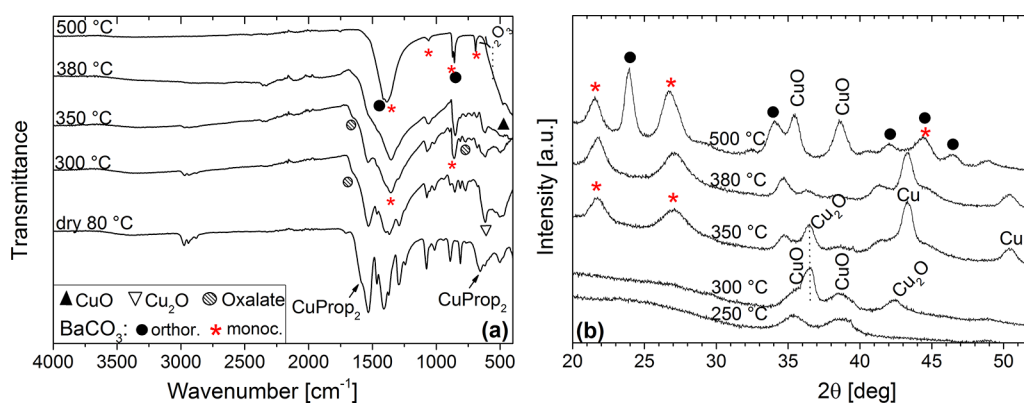 500 °C
₂O₃
380 °C
350 °C
300 °C
dry 80 °C
CuProp₂
CuProp₂
▲ CuO ▽ Cu₂O Oxalate
BaCO₃: ● orthor. * monoc.
(a)
Transmittance
4000 3500 3000 2500 2000 1500 1000 500
Wavenumber [cm⁻¹]
CuO
CuO
500 °C
380 °C
Cu
Cu₂O
350 °C
Cu
CuO
CuO
Cu₂O
300 °C
250 °C
(b)
Intensity [a.u.]
20 25 30 35 40 45 50
2θ [deg]